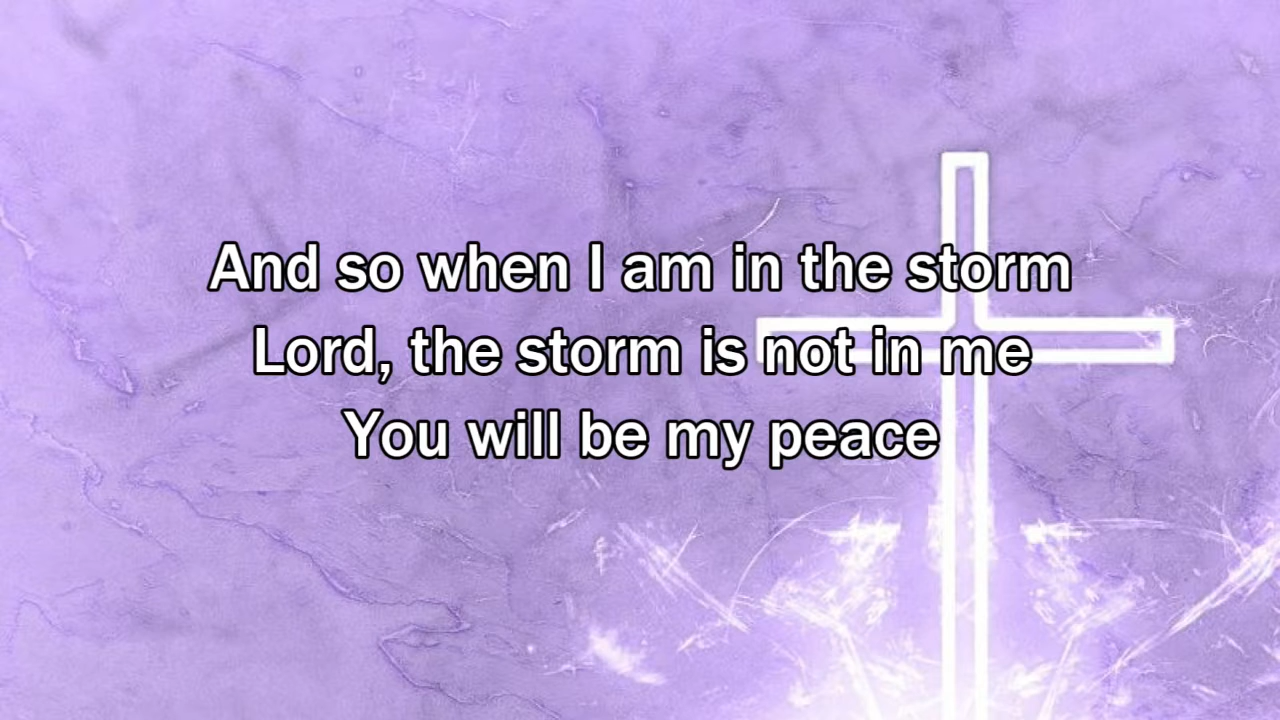 And so when I am in the storm
Lord, the storm is not in me
You will be my peace